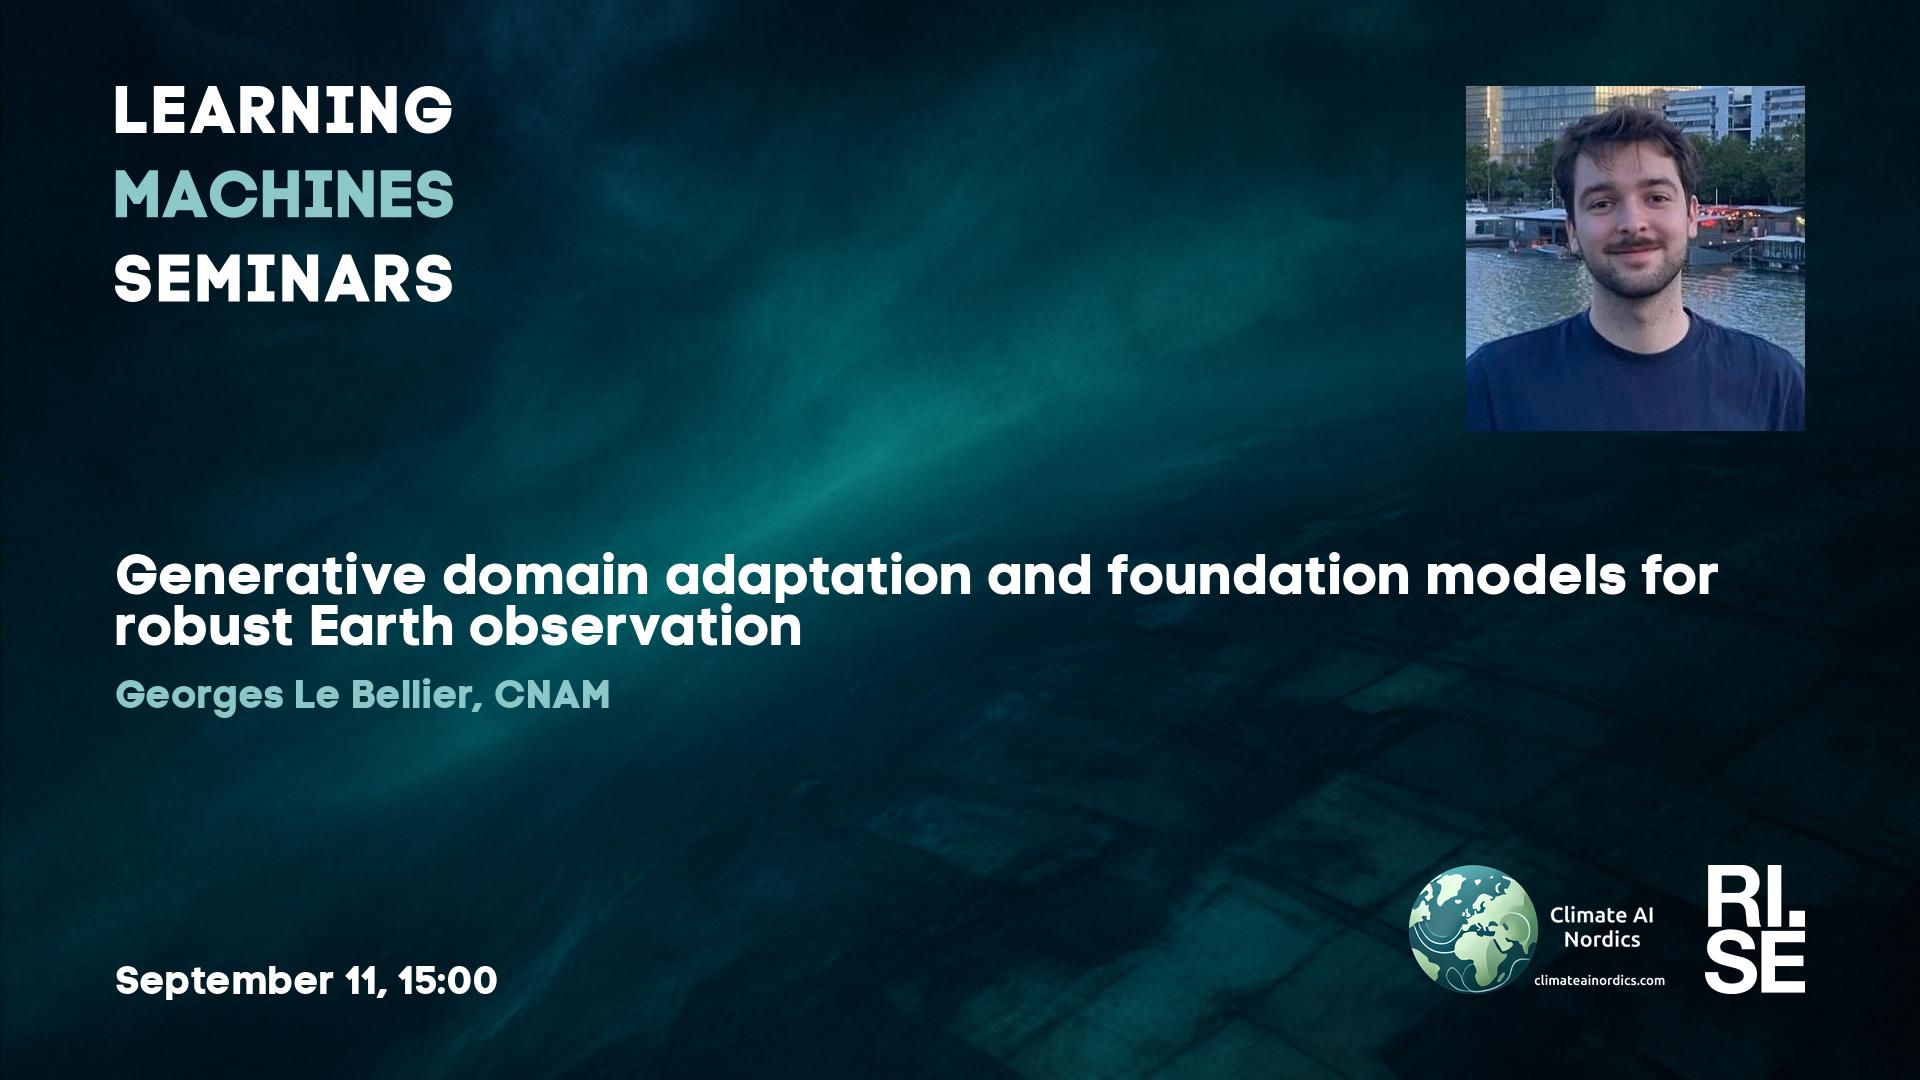 LEARNING
MACHINES
SEMINARS
Generative domain adaptation and foundation models for
robust Earth observation
Georges Le Bellier, CNAM
September 11, 15:00
Climate AI
Nordics
climateainordics.com
RI.
SE